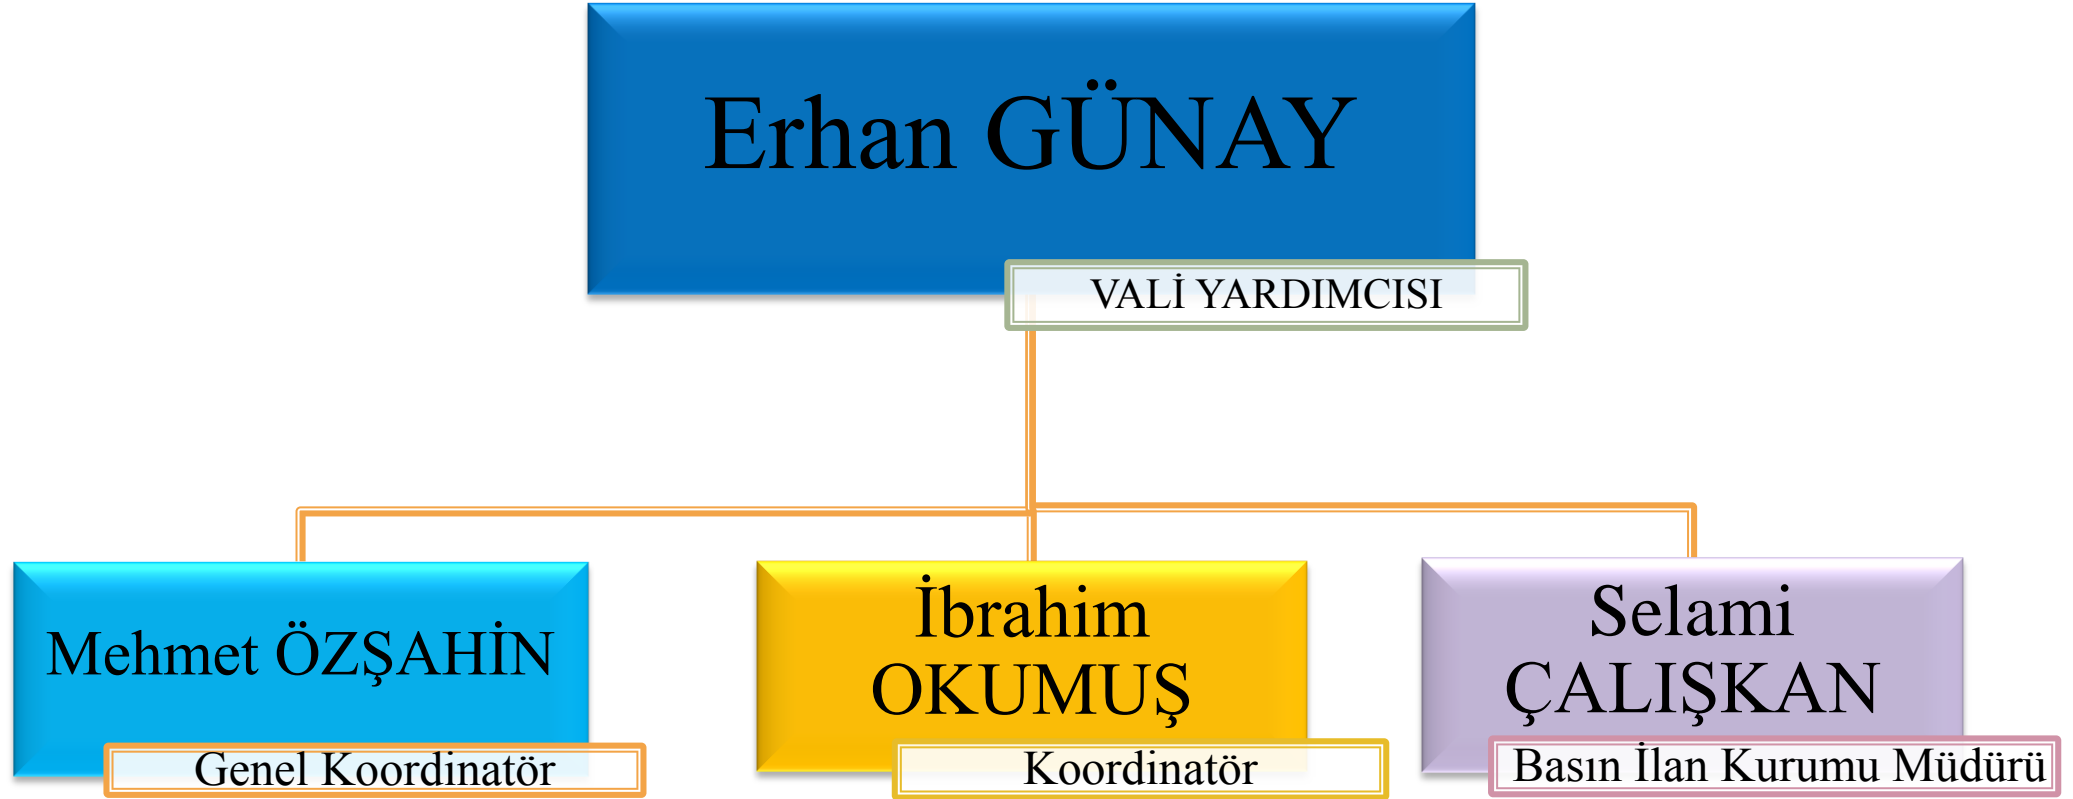 Erhan GÜNAY
VALİ YARDIMCISI
Mehmet ÖZŞAHİN
Genel Koordinatör
İbrahim
OKUMUŞ
Koordinatör
Selami
ÇALIŞKAN
Basın İlan Kurumu Müdürü